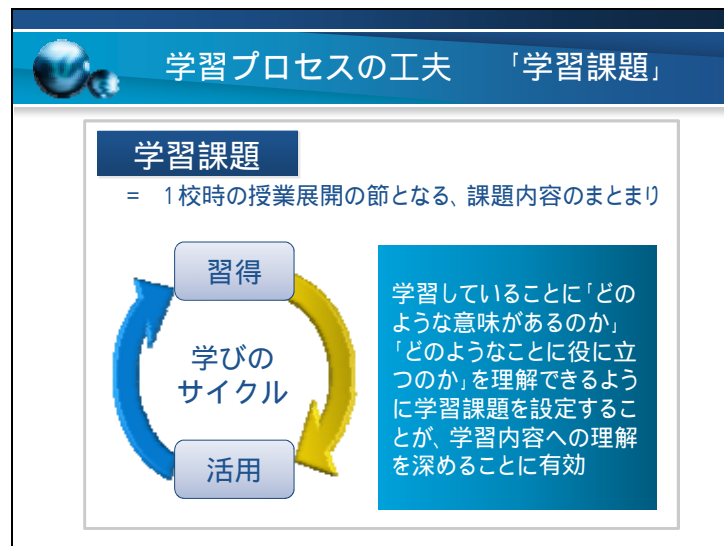 学習プロセスの工夫　「学習課題」
学習課題
=　1校時の授業展開の節となる、課題内容のまとまり
習得
学びの
サイクル
活用
学習していることに「どの
ような意味があるのか」
「どのようなことに役に立
つのか」を理解できるよう
に学習課題を設定するこ
とが、学習内容への理解
を深めることに有効